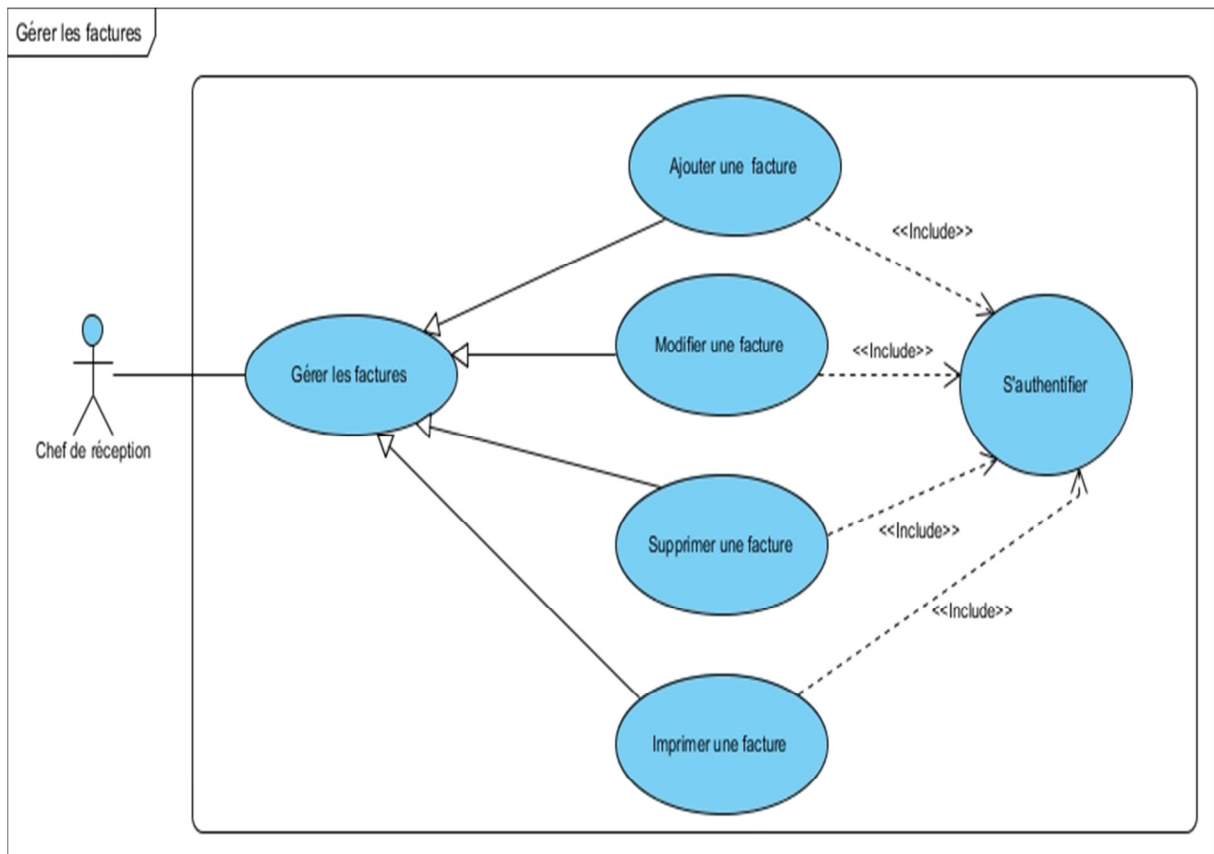 Gérer les factures
Ajouter une facture
<<Include>>
Modifier une facture
<<Include>>
Gérer les factures
S'authentifier
Chef de réception
Supprimer une facture
<<Include>>
<<Include>>
Imprimer une facture